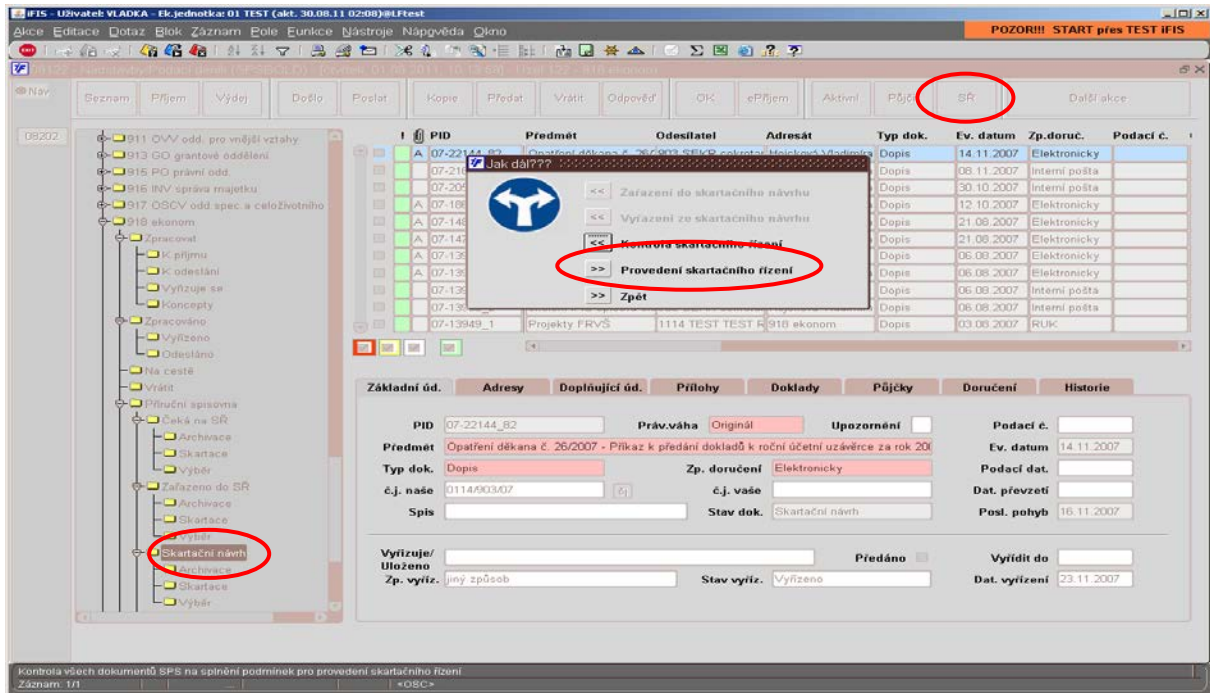 iFIS - Uživatel: VLADKA - Ek.jednotka: 01 TEST (akt. 30.08.11 02:08)@LFtest
Akce Editace Dotaz Blok Záznam Pole Funkce Nástroje Nápověda Okno
POZOR!!! START přes TEST iFIS
Nav
Seznam Příjem Výdej Došlo Poslat Kopie Předat Vrátit Odpověď OK ePříjem Aktivní SŘ Další akce
08202
911 OVV odd. pro vnější vztahy
913 GO grantové oddělení
915 PO právní odd.
916 INV správa majetku
917 OSCV odd spec. a celoživotního
918 ekonom
Zpracovat
K příjmu
K odeslání
Vyřizuje se
Koncepty
Zpracováno
Vyřízeno
Odesláno
Na cestě
Vrátit
Příruční spisovna
Čeká na SŘ
Archivace
Skartace
Výběr
Zařazeno do SŘ
Archivace
Skartace
Výběr
Skartační návrh
Archivace
Skartace
Výběr
! PID Předmět Odesílatel Adresát Typ dok. Ev. datum Zp.doruč. Podací č.
A 07-22144_82 Dopis 14.11.2007 Elektronicky
Dopis 08.11.2007 Interní pošta
Dopis 30.10.2007 Interní pošta
A Dopis 12.10.2007 Elektronicky
A Dopis 21.08.2007 Elektronicky
A Dopis 21.08.2007 Elektronicky
A Dopis 06.08.2007 Elektronicky
A Dopis 06.08.2007 Elektronicky
Dopis 06.08.2007 Interní pošta
Dopis 06.08.2007 Interní pošta
07-13949_1 Projekty FRVŠ 1114 TEST TEST 918 ekonom Dopis 03.08.2007 RUK
Jak dál???
<< Zařazení do skartačního návrhu
<< Vyřazení ze skartačního návrhu
<< Kontrola skartačního řízení
>> Provedení skartačního řízení
>> Zpět
Základní úd. Adresy Doplňující úd. Přílohy Doklady Půjčky Doručení Historie
PID 07-22144_82 Práv.váha Originál Upozornění Podací č.
Předmět Opatření děkana č. 26/2007 - Příkaz k předání dokladů k roční účetní uzávěrce za rok 200 Ev. datum 14.11.2007
Typ dok. Dopis Zp. doručení Elektronicky Podací dat.
č.j. naše 0114/903/07 čj č.j. vaše Dat. převzetí
Spis Stav dok. Skartační návrh Posl. pohyb 16.11.2007
Vyřizuje/
Uloženo Předáno Vyřídit do
Zp. vyříz. jiný způsob Stav vyříz. Vyřízeno Dat. vyřízení 23.11.2007
Kontrola všech dokumentů SPS na splnění podmínek pro provedení skartačního řízení
Záznam: 1/1 ... <OSC>